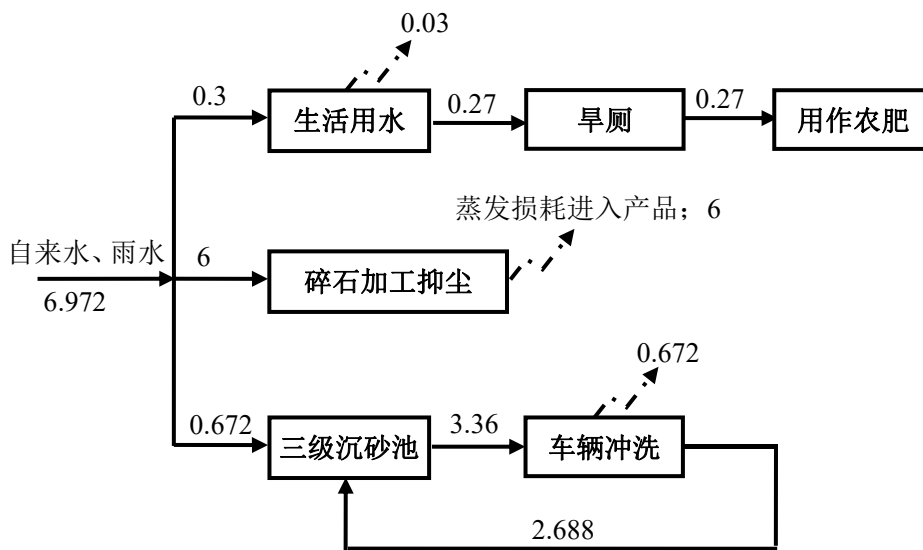 0.03
0.3
生活用水
0.27
旱厕
0.27
用作农肥
蒸发损耗进入产品；6
自来水、雨水
6.972
6
碎石加工抑尘
0.672
0.672
三级沉砂池
3.36
车辆冲洗
2.688